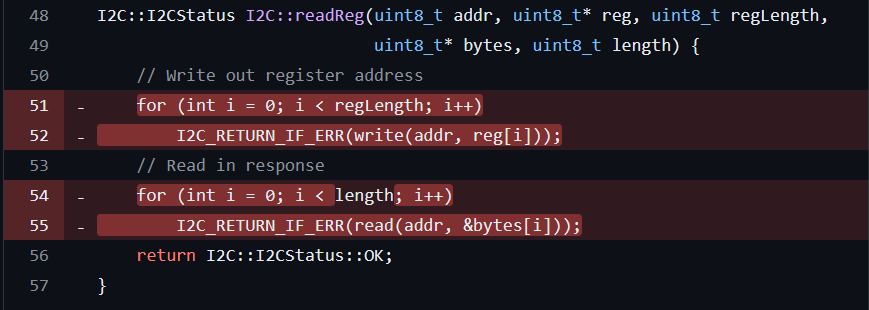 48 I2C::I2CStatus I2C::readReg(uint8_t addr, uint8_t* reg, uint8_t regLength,
49 uint8_t* bytes, uint8_t length) {
50 // Write out register address
51 - for (int i = 0; i < regLength; i++)
52 - I2C_RETURN_IF_ERR(write(addr, reg[i]));
53 // Read in response
54 - for (int i = 0; i < length; i++)
55 - I2C_RETURN_IF_ERR(read(addr, &bytes[i]));
56 return I2C::I2CStatus::OK;
57 }